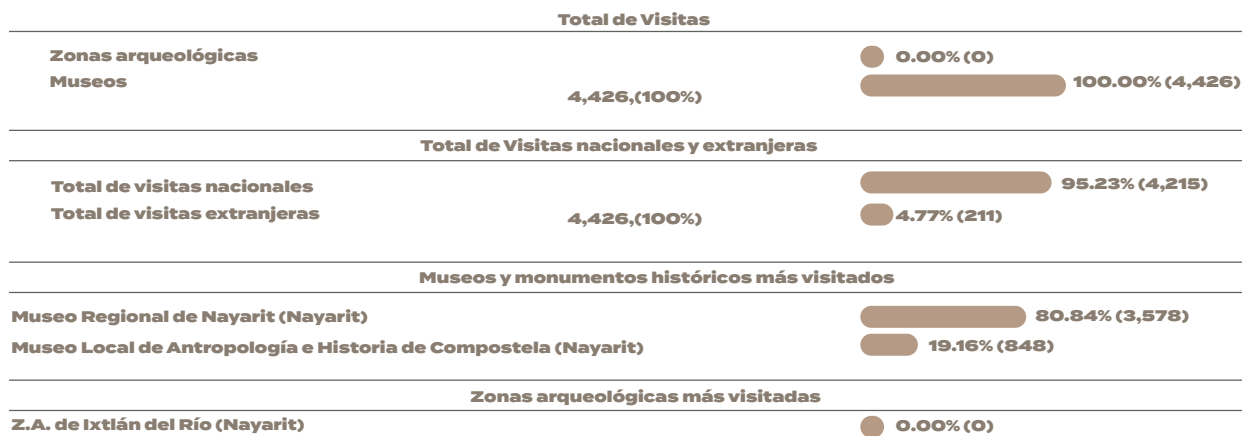 Total de Visitas
Zonas arqueológicas 0.00% (0)
Museos 100.00% (4,426)
4,426,(100%)
Total de Visitas nacionales y extranjeras
Total de visitas nacionales 95.23% (4,215)
Total de visitas extranjeras 4,426,(100%) 4.77% (211)
Museos y monumentos históricos más visitados
Museo Regional de Nayarit (Nayarit) 80.84% (3,578)
Museo Local de Antropología e Historia de Compostela (Nayarit) 19.16% (848)
Zonas arqueológicas más visitadas
Z.A. de Ixtlán del Río (Nayarit) 0.00% (0)